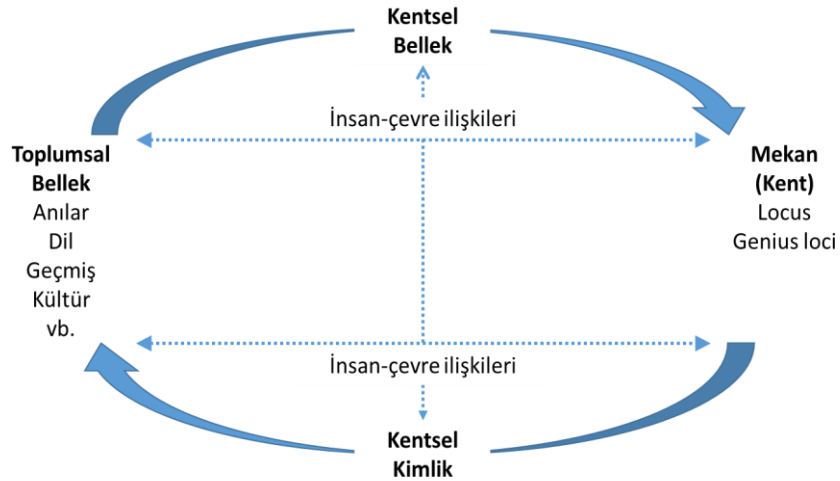 Kentsel
Bellek
İnsan-çevre ilişkileri
Toplumsal
Bellek
Anılar
Dil
Geçmiş
Kültür
vb.
Mekan
(Kent)
Locus
Genius loci
İnsan-çevre ilişkileri
Kentsel
Kimlik